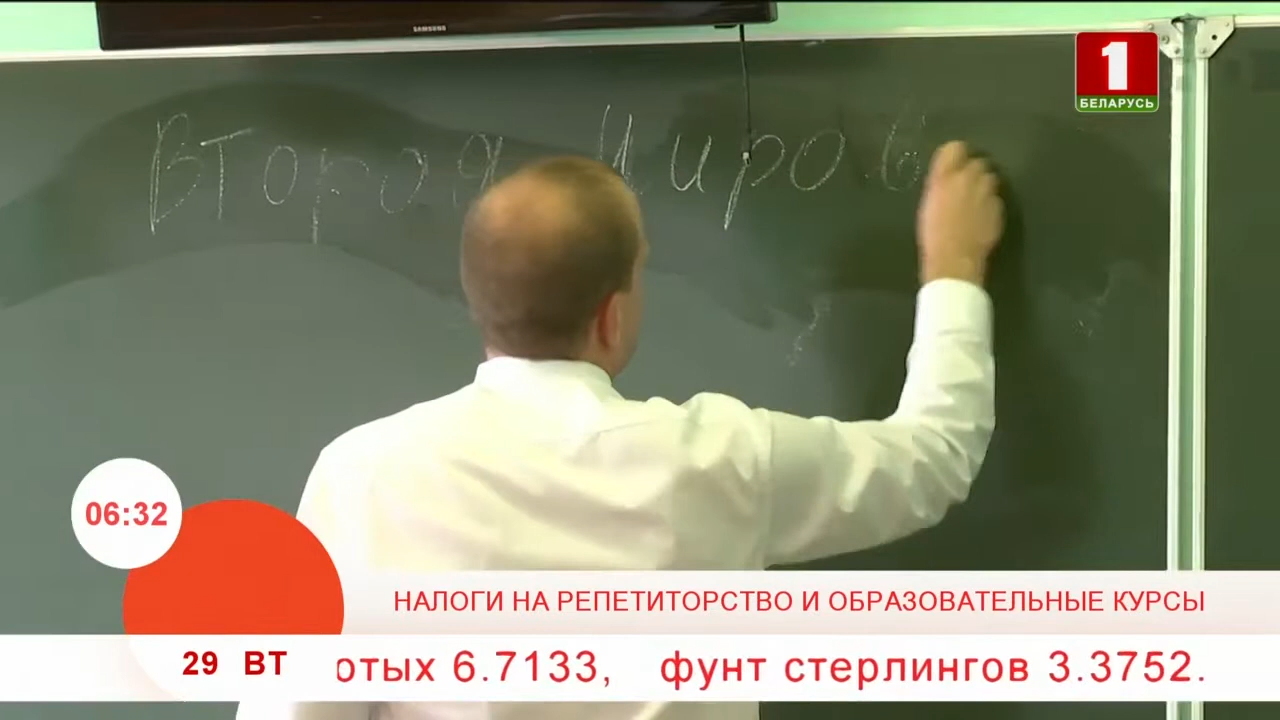 SAMSUNG
1
БЕЛАРУСЬ
Вторая Миров
06:32
НАЛОГИ НА РЕПЕТИТОРСТВО И ОБРАЗОВАТЕЛЬНЫЕ КУРСЫ
29 ВТ
отых 6.7133, фунт стерлингов 3.3752.